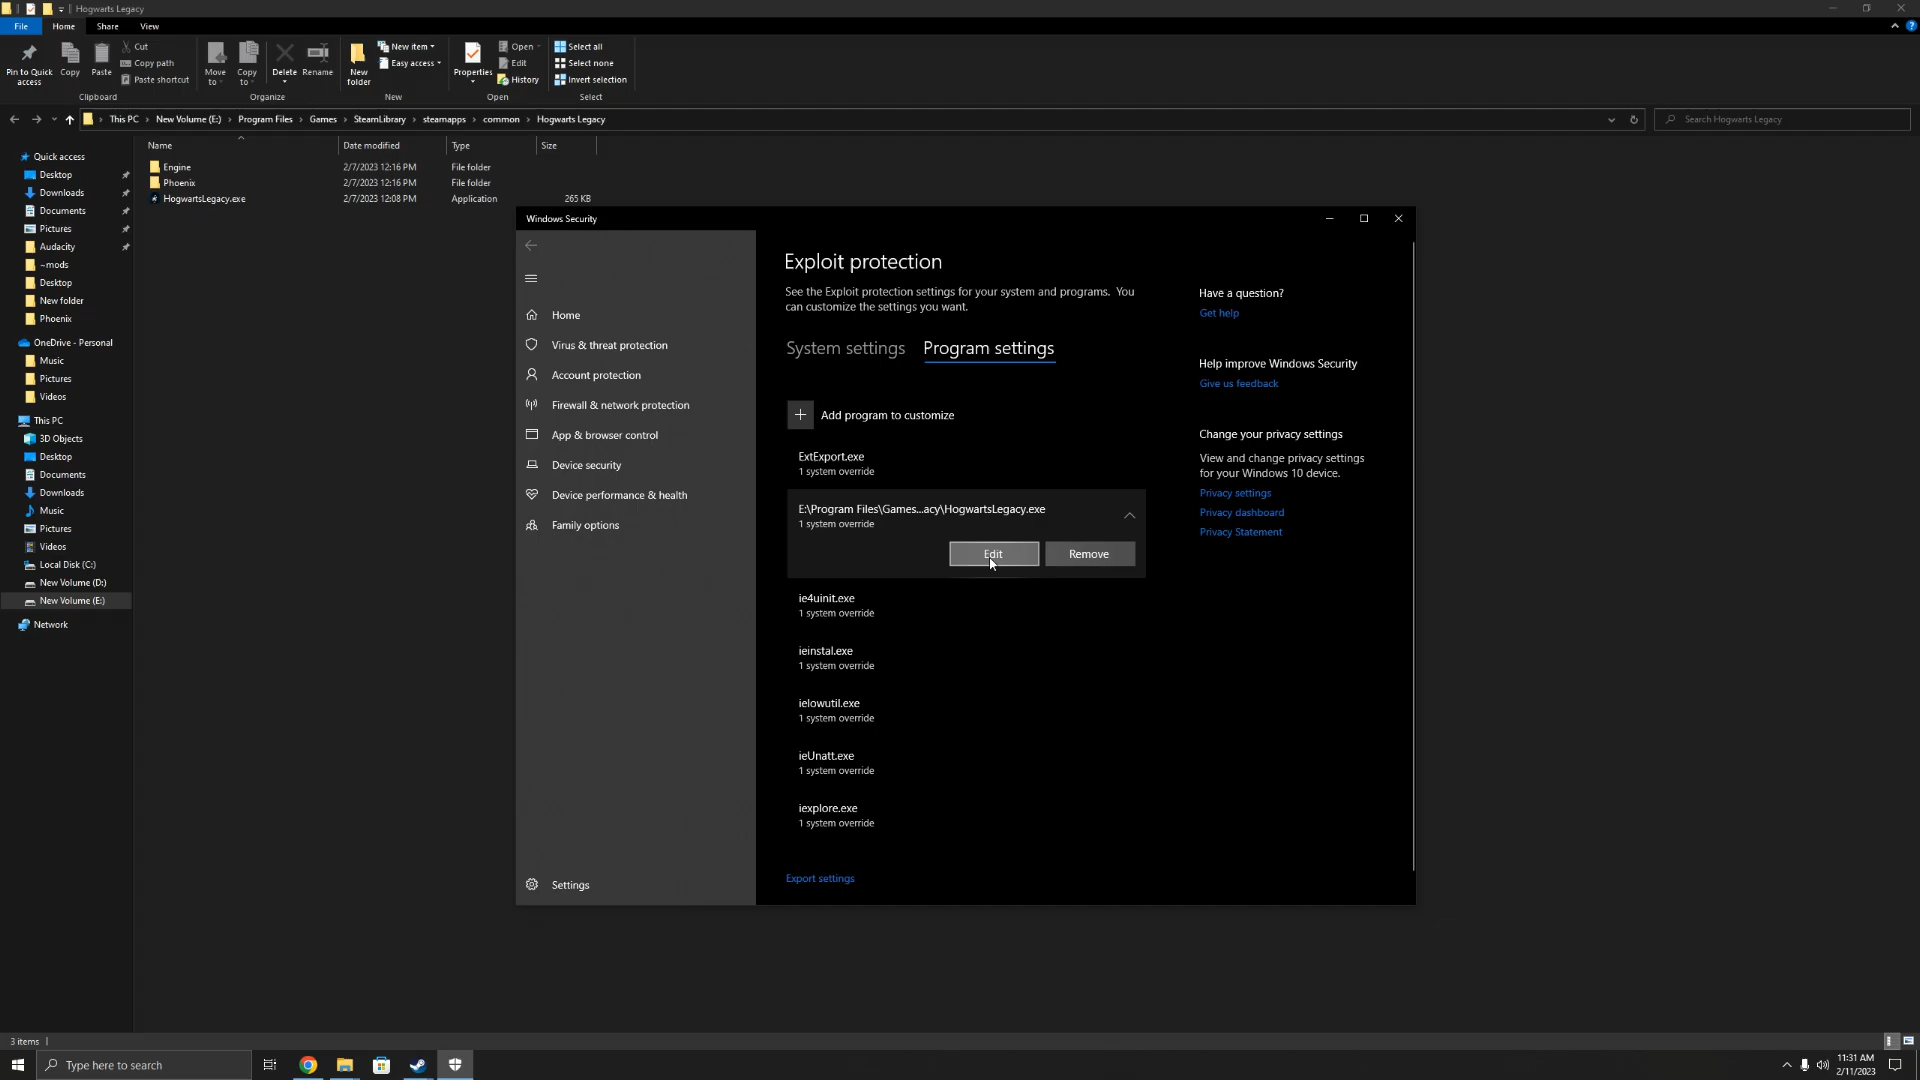 Hogwarts Legacy
File
Home
Share
View
Pin to Quick
access
Copy
Paste
Cut
Copy path
Paste shortcut
Clipboard
Move
to
Copy
to
Delete
Rename
Organize
New
folder
New item
Easy access
New
Properties
Open
Edit
History
Open
Select all
Select none
Invert selection
Select
This PC › New Volume (E:) › Program Files › Games › SteamLibrary › steamapps › common › Hogwarts Legacy
Search Hogwarts Legacy
Name
Date modified
Type
Size
Engine
2/7/2023 12:16 PM
File folder
Phoenix
2/7/2023 12:16 PM
File folder
HogwartsLegacy.exe
2/7/2023 12:08 PM
Application
265 KB
Quick access
Desktop
Downloads
Documents
Pictures
Audacity
~mods
Desktop
New folder
Phoenix
OneDrive - Personal
Music
Pictures
Videos
This PC
3D Objects
Desktop
Documents
Downloads
Music
Pictures
Videos
Local Disk (C:)
New Volume (D:)
New Volume (E:)
Network
Windows Security
Home
Virus & threat protection
Account protection
Firewall & network protection
App & browser control
Device security
Device performance & health
Family options
Settings
Exploit protection
See the Exploit protection settings for your system and programs. You
can customize the settings you want.
System settings
Program settings
Add program to customize
ExtExport.exe
1 system override
E:\Program Files\Games...acy\HogwartsLegacy.exe
1 system override
Edit
Remove
ie4uinit.exe
1 system override
ieinstal.exe
1 system override
ielowutil.exe
1 system override
ieUnatt.exe
1 system override
iexplore.exe
1 system override
Export settings
Have a question?
Get help
Help improve Windows Security
Give us feedback
Change your privacy settings
View and change privacy settings
for your Windows 10 device.
Privacy settings
Privacy dashboard
Privacy Statement
3 items
Type here to search
11:31 AM
2/11/2023